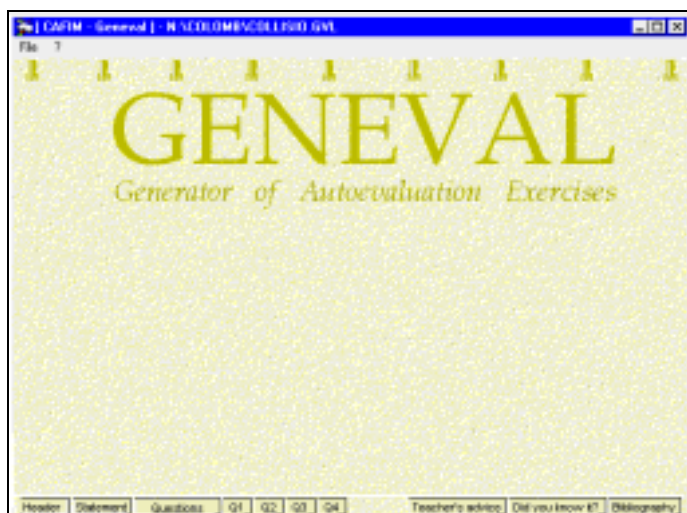 [ CAFIM - Geneval ] - N:\COLOMB\COLLISIO.GVL
File ?
GENEVAL
Generator of Autoevaluation Exercises
Header Statement Questions Q1 Q2 Q3 Q4 Teacher's advice Did you know it? Bibliography